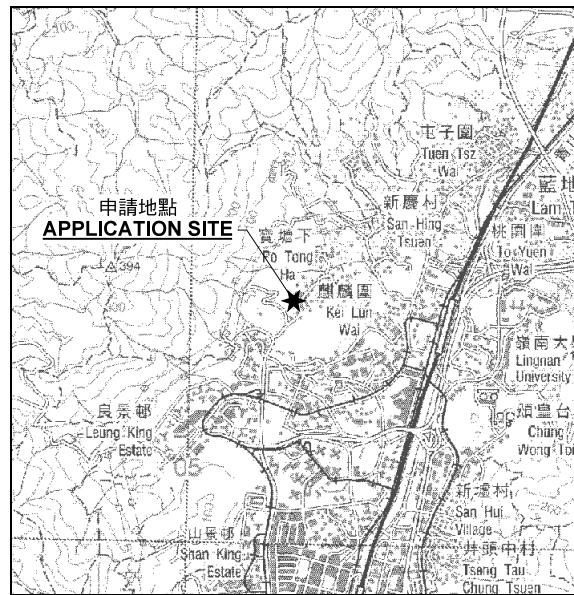 屯子圍
Tuen Tsz
Wai
藍地
Lam T
申請地點
APPLICATION SITE
新慶村
San Hing
Tsuen
寶塘下
Po Tong
Ha
桃園圍
To Yuen
Wai
394
麒麟圍
Kei Lun
Wai
嶺南大學
Lingnan
University
良景邨
Leung King
Estate
05
頌皇台
Chung
Wong Toi
新墟村
San Hui
Village
山景邨
Shan King
Estate
井頭中村
Tsang Tau
Chung Tsuen